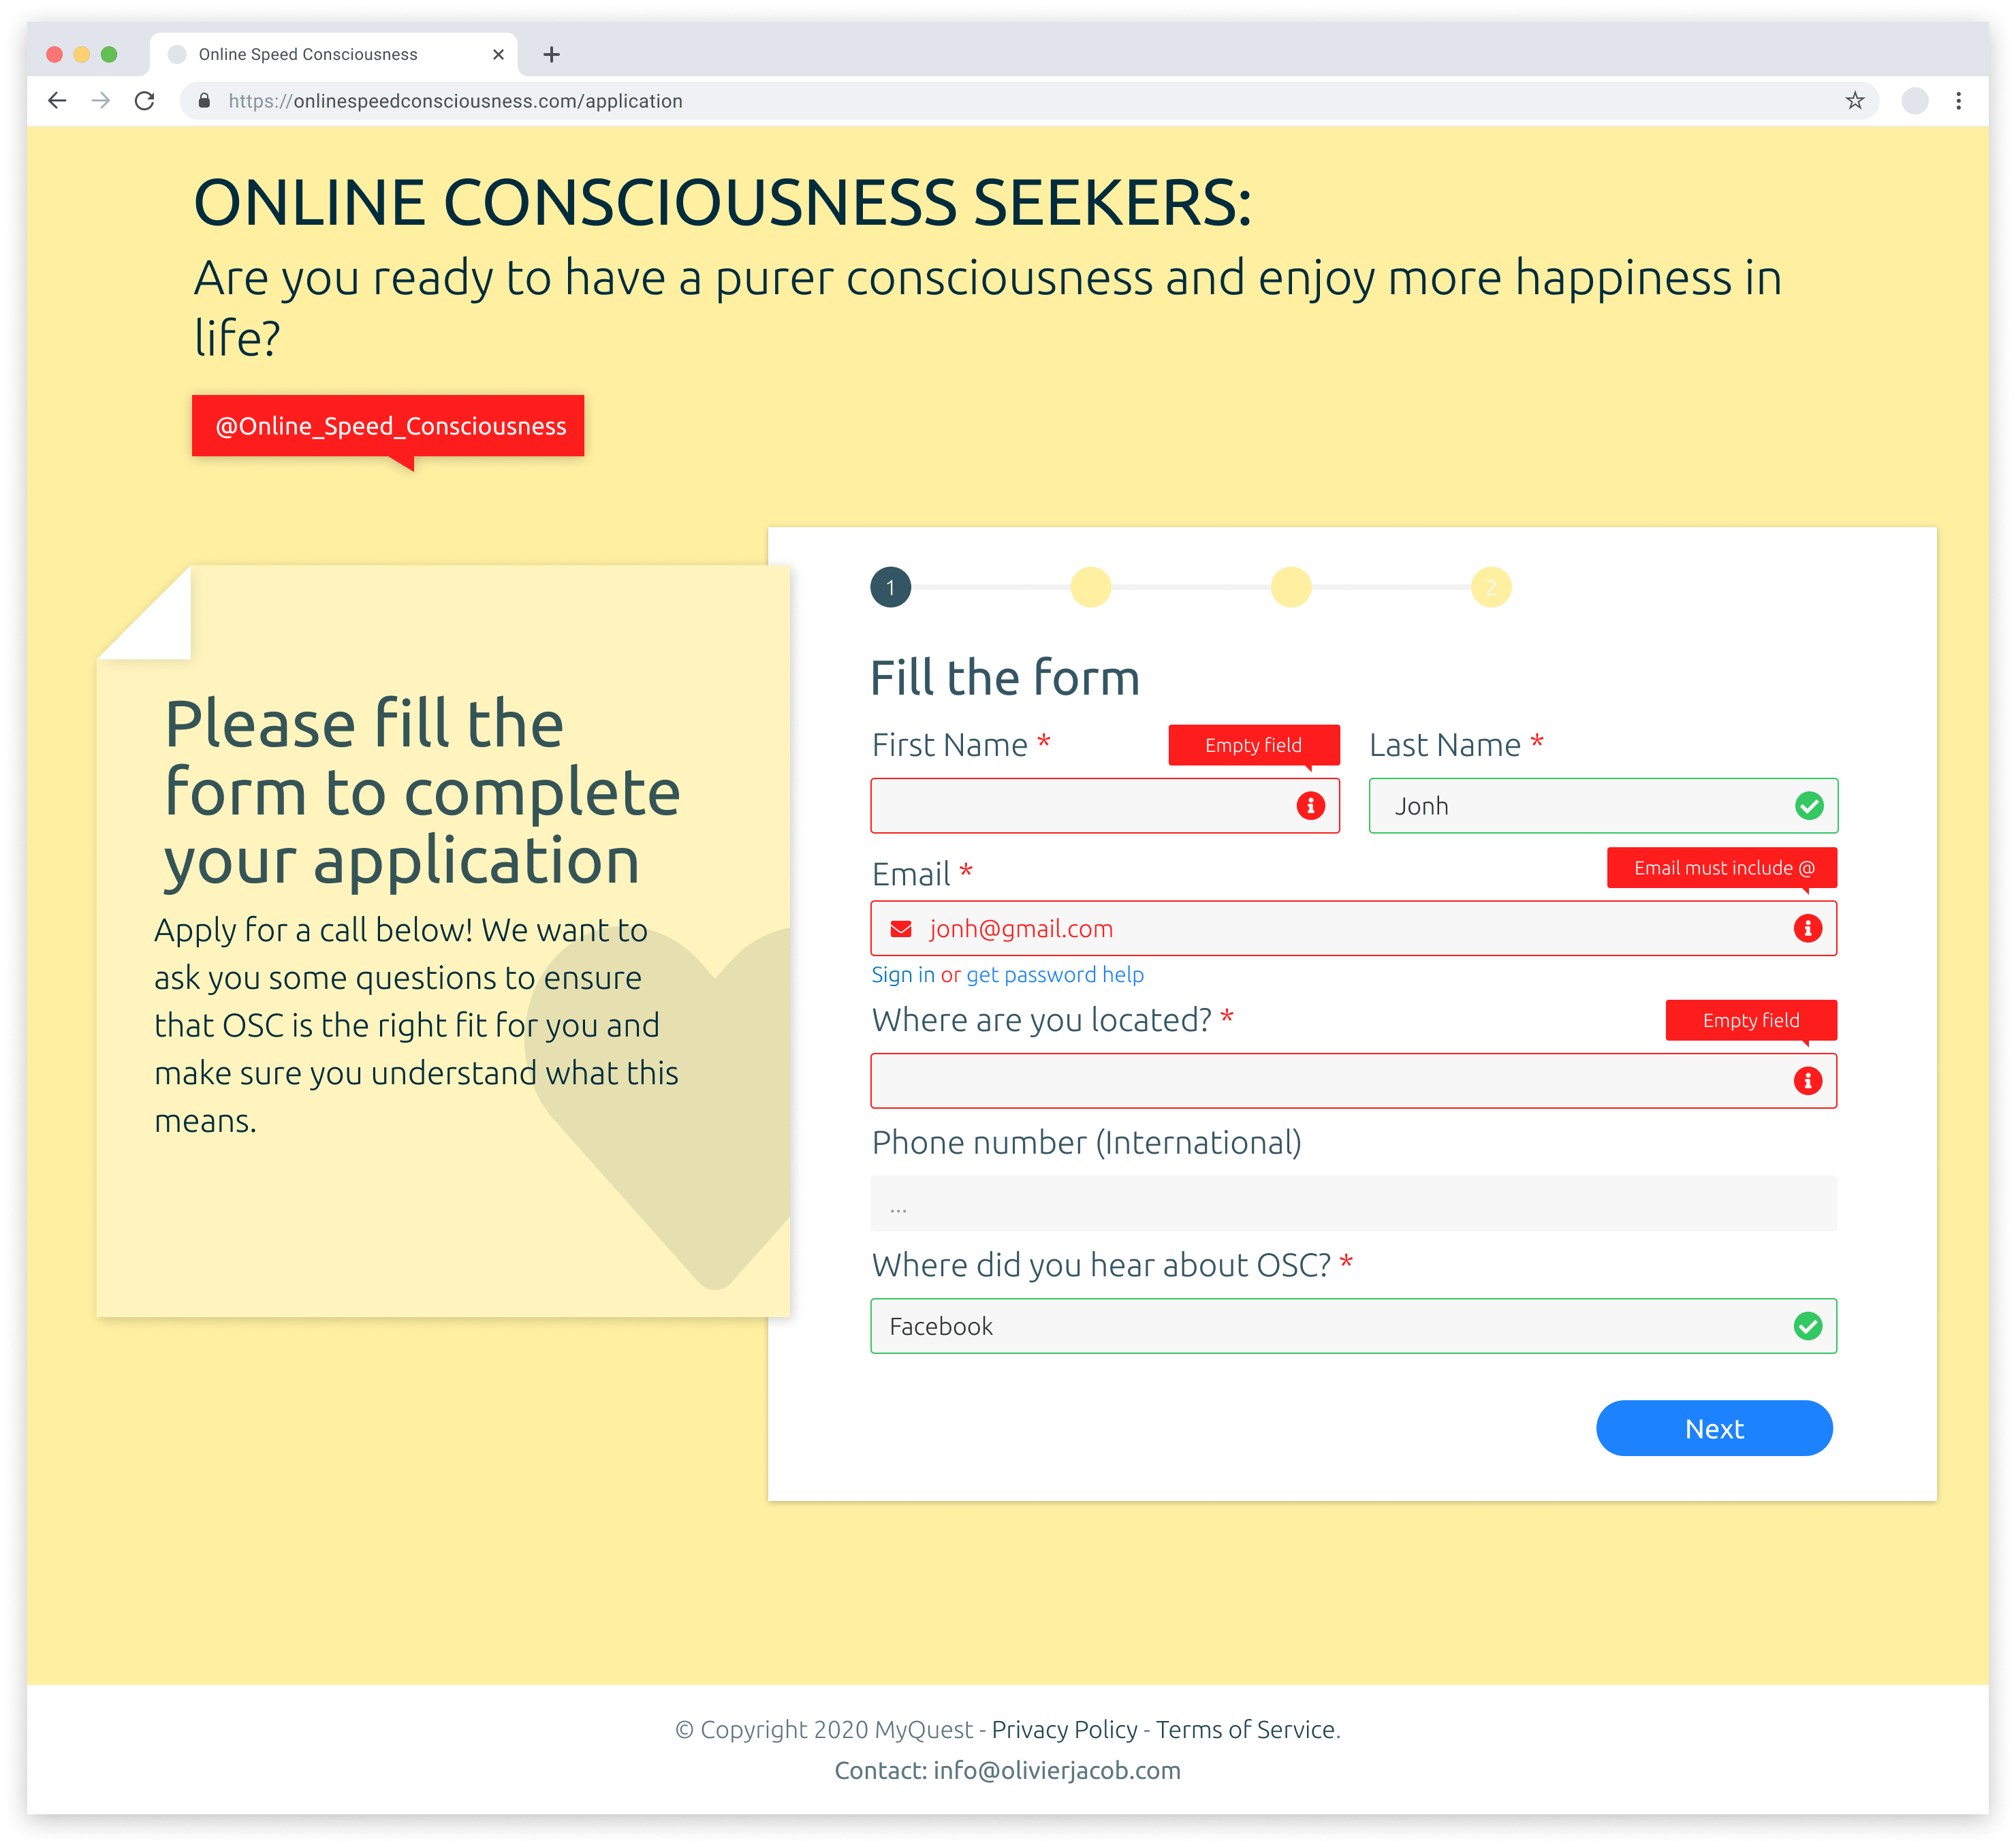 Online Speed Consciousness
https://onlinespeedconsciousness.com/application
ONLINE CONSCIOUSNESS SEEKERS:
Are you ready to have a purer consciousness and enjoy more happiness in
life?
@Online_Speed_Consciousness
Please fill the
form to complete
your application
Apply for a call below! We want to
ask you some questions to ensure
that OSC is the right fit for you and
make sure you understand what this
means.
1
2
Fill the form
First Name *
Empty field
Last Name *
Jonh
Email *
Email must include @
jonh@gmail.com
Sign in or get password help
Where are you located? *
Empty field
Phone number (International)
...
Where did you hear about OSC? *
Facebook
Next
© Copyright 2020 MyQuest - Privacy Policy - Terms of Service.
Contact: info@olivierjacob.com